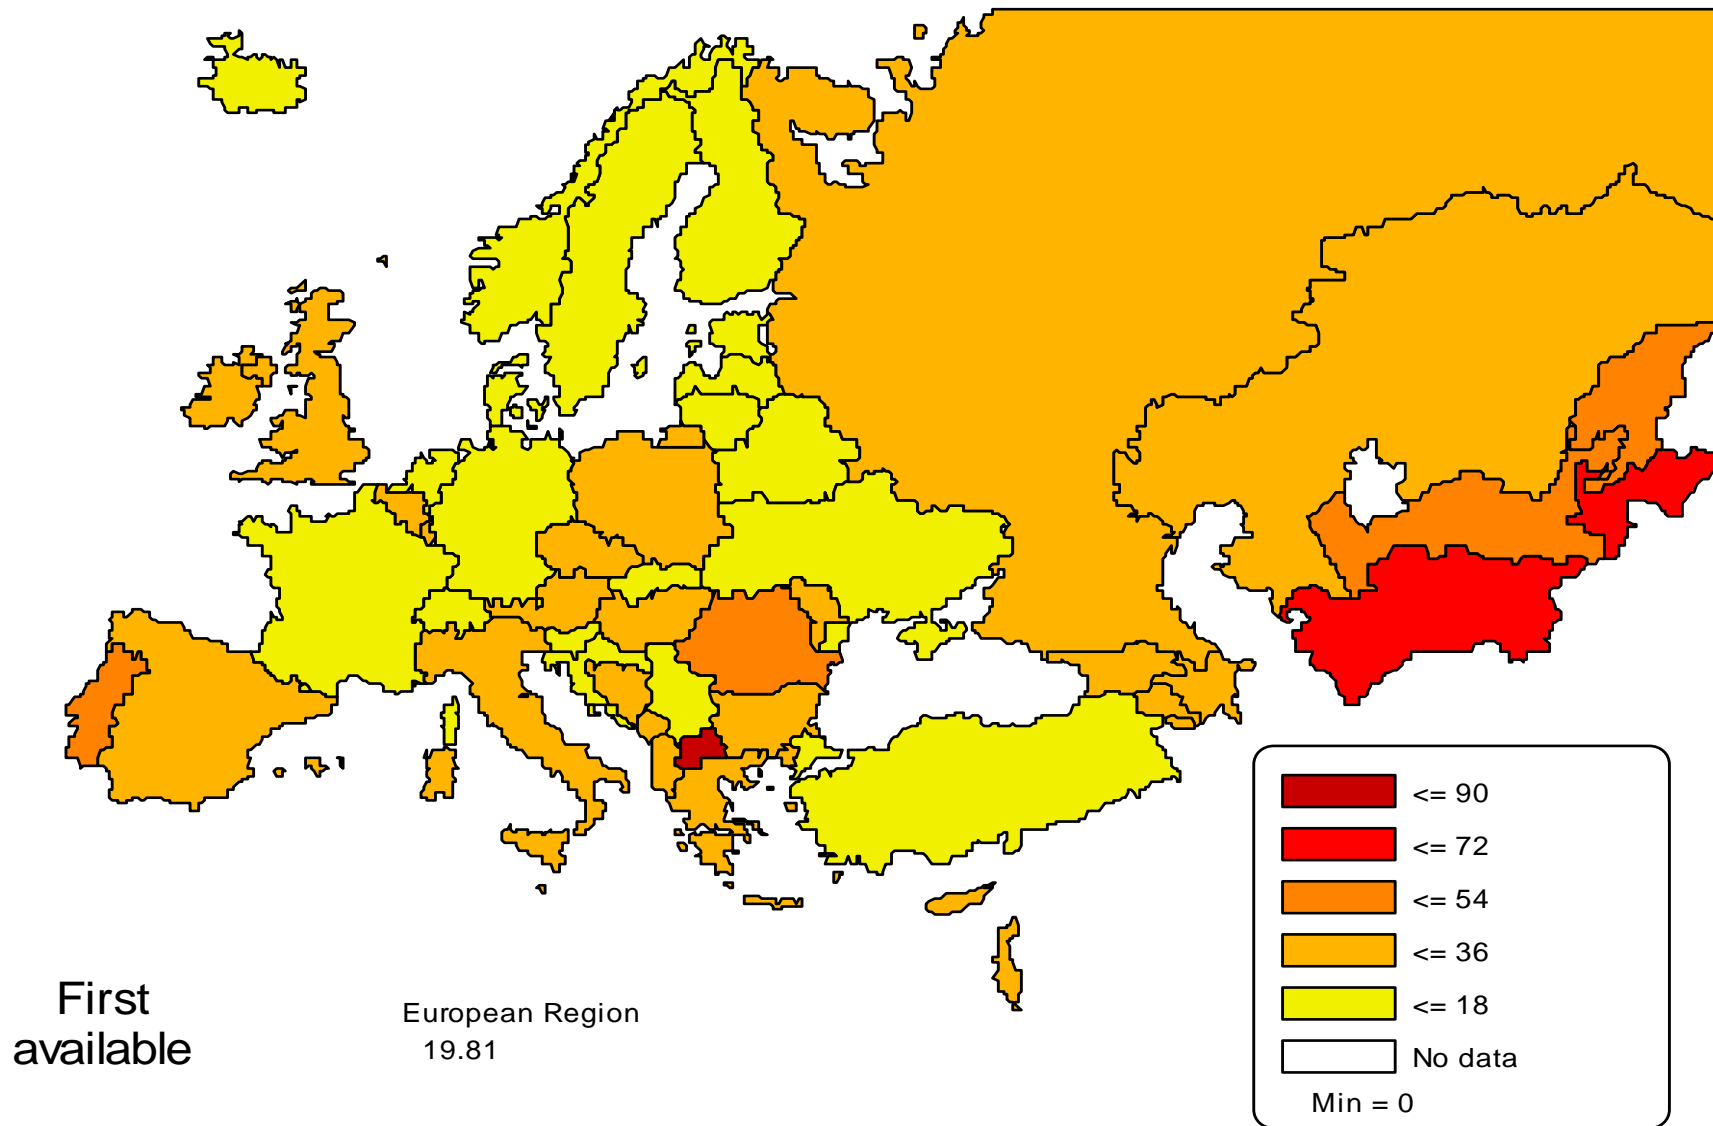 <= 90
<= 72
<= 54
<= 36
<= 18
No data
Min = 0
First
available
European Region
19.81